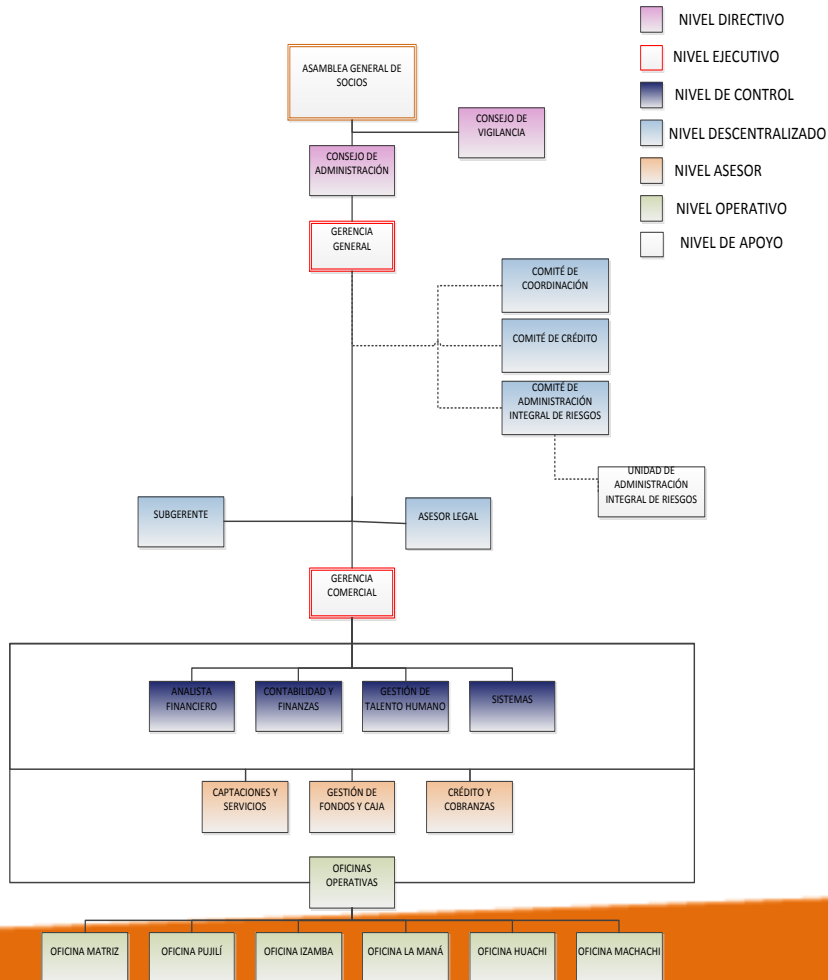 NIVEL DIRECTIVO
NIVEL EJECUTIVO
NIVEL DE CONTROL
NIVEL DESCENTRALIZADO
NIVEL ASESOR
NIVEL OPERATIVO
NIVEL DE APOYO
ASAMBLEA GENERAL DE
SOCIOS
CONSEJO DE
VIGILANCIA
CONSEJO DE
ADMINISTRACIÓN
GERENCIA
GENERAL
COMITÉ DE
COORDINACIÓN
COMITÉ DE CRÉDITO
COMITÉ DE
ADMINISTRACIÓN
INTEGRAL DE RIESGOS
UNIDAD DE
ADMINISTRACIÓN
INTEGRAL DE RIESGOS
SUBGERENTE
ASESOR LEGAL
GERENCIA
COMERCIAL
ANALISTA
FINANCIERO
CONTABILIDAD Y
FINANZAS
GESTIÓN DE
TALENTO HUMANO
SISTEMAS
CAPTACIONES Y
SERVICIOS
GESTIÓN DE
FONDOS Y CAJA
CRÉDITO Y
COBRANZAS
OFICINAS
OPERATIVAS
OFICINA MATRIZ
OFICINA PUJILÍ
OFICINA IZAMBA
OFICINA LA MANÁ
OFICINA HUACHI
OFICINA MACHACHI